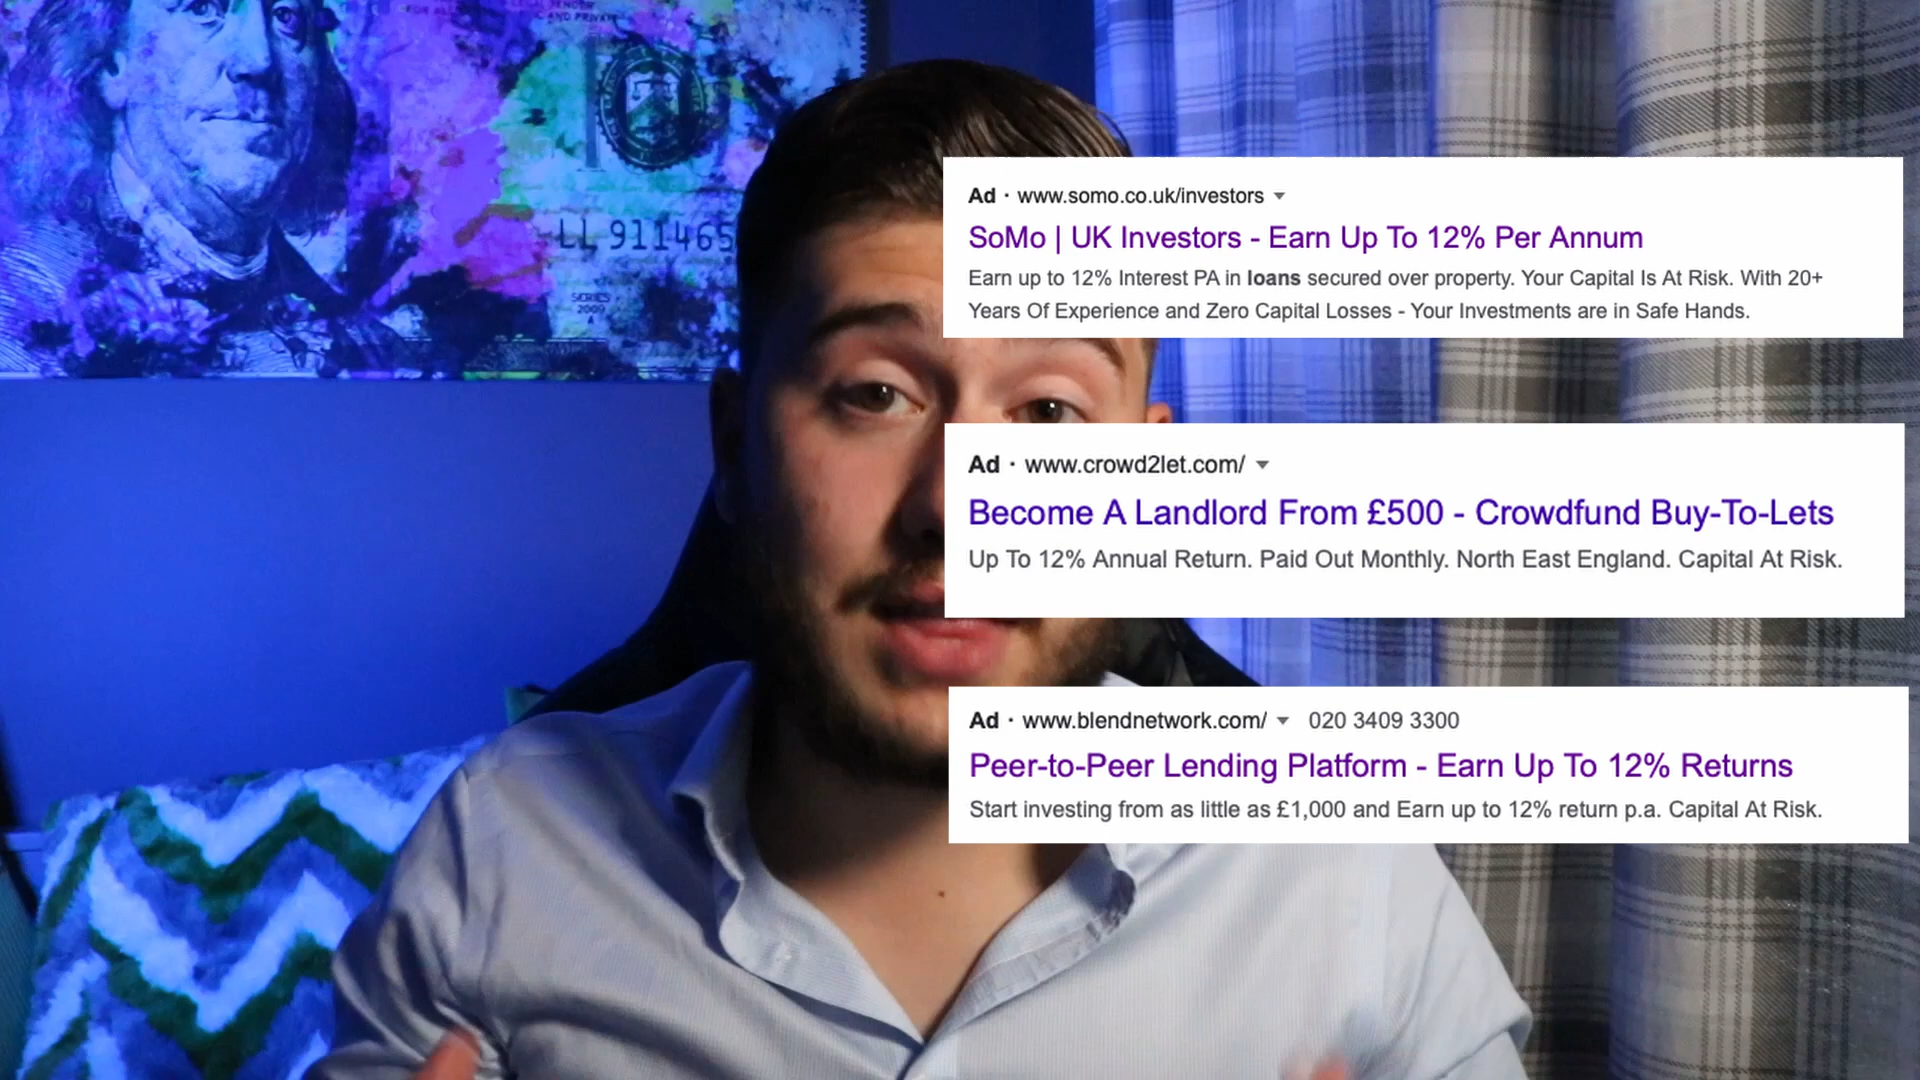 AND PRIVATE
LL 911465
SERIES
2009
A
Ad · www.somo.co.uk/investors
SoMo | UK Investors - Earn Up To 12% Per Annum
Earn up to 12% Interest PA in loans secured over property. Your Capital Is At Risk. With 20+
Years Of Experience and Zero Capital Losses - Your Investments are in Safe Hands.
Ad · www.crowd2let.com/
Become A Landlord From £500 - Crowdfund Buy-To-Lets
Up To 12% Annual Return. Paid Out Monthly. North East England. Capital At Risk.
Ad · www.blendnetwork.com/ 020 3409 3300
Peer-to-Peer Lending Platform - Earn Up To 12% Returns
Start investing from as little as £1,000 and Earn up to 12% return p.a. Capital At Risk.